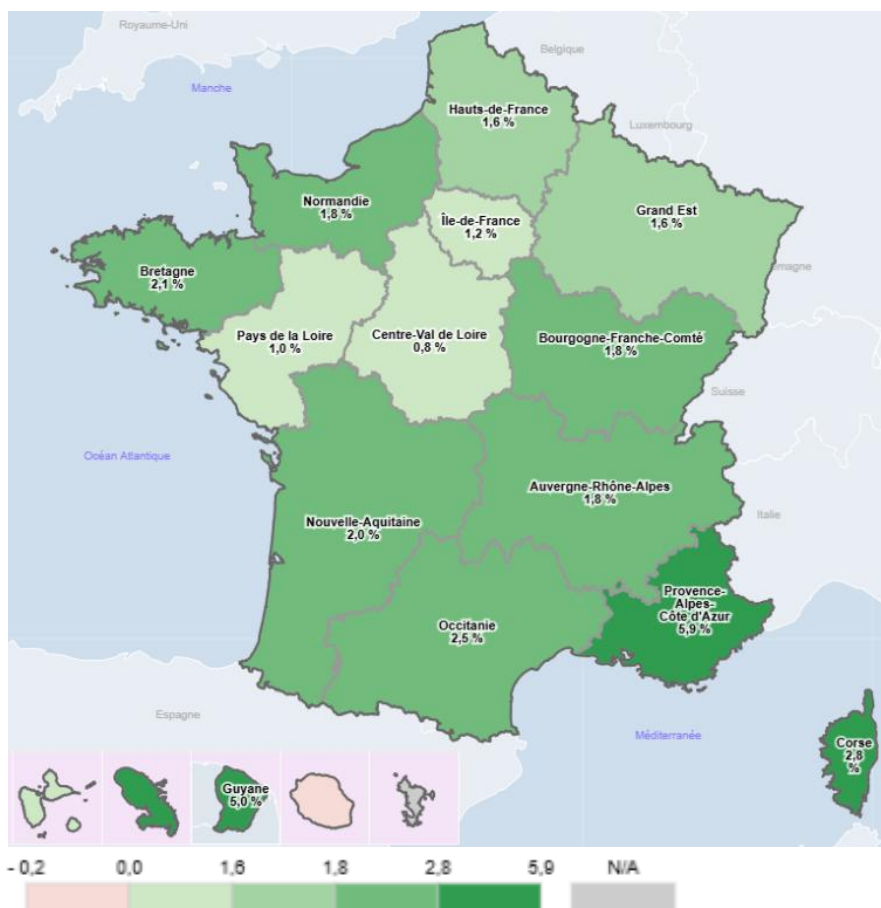 Royaume-Uni
Belgique
Manche
Hauts-de-France
1,6 %
Luxembourg
Normandie
1,8 %
Île-de-France
1,2 %
Grand Est
1,6 %
Bretagne
2,1 %
emagne
Pays de la Loire
1,0 %
Centre-Val de Loire
0,8 %
Bourgogne-Franche-Comté
1,8 %
Suisse
Océan Atlantique
Auvergne-Rhône-Alpes
1,8 %
Italie
Nouvelle-Aquitaine
2,0 %
Provence-
Alpes-
Côte d'Azur
5,9 %
Occitanie
2,5 %
Espagne
Méditerranée
Corse
2,8
%
Guyane
5,0 %
- 0,2 0,0 1,6 1,8 2,8 5,9 N/A